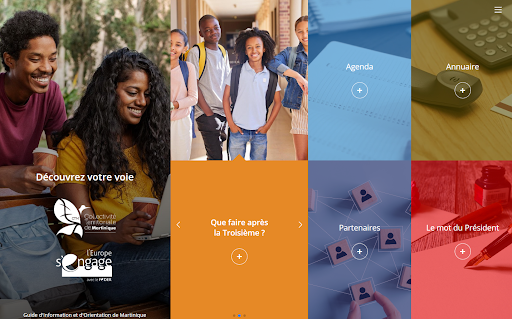 Découvrez votre voie
Collectivité
Territoriale
de Martinique
L'Europe
s'engage
avec le FEDER
Guide d'Information et d'Orientation de Martinique
Que faire après
la Troisième ?
Agenda
Annuaire
Partenaires
Le mot du Président